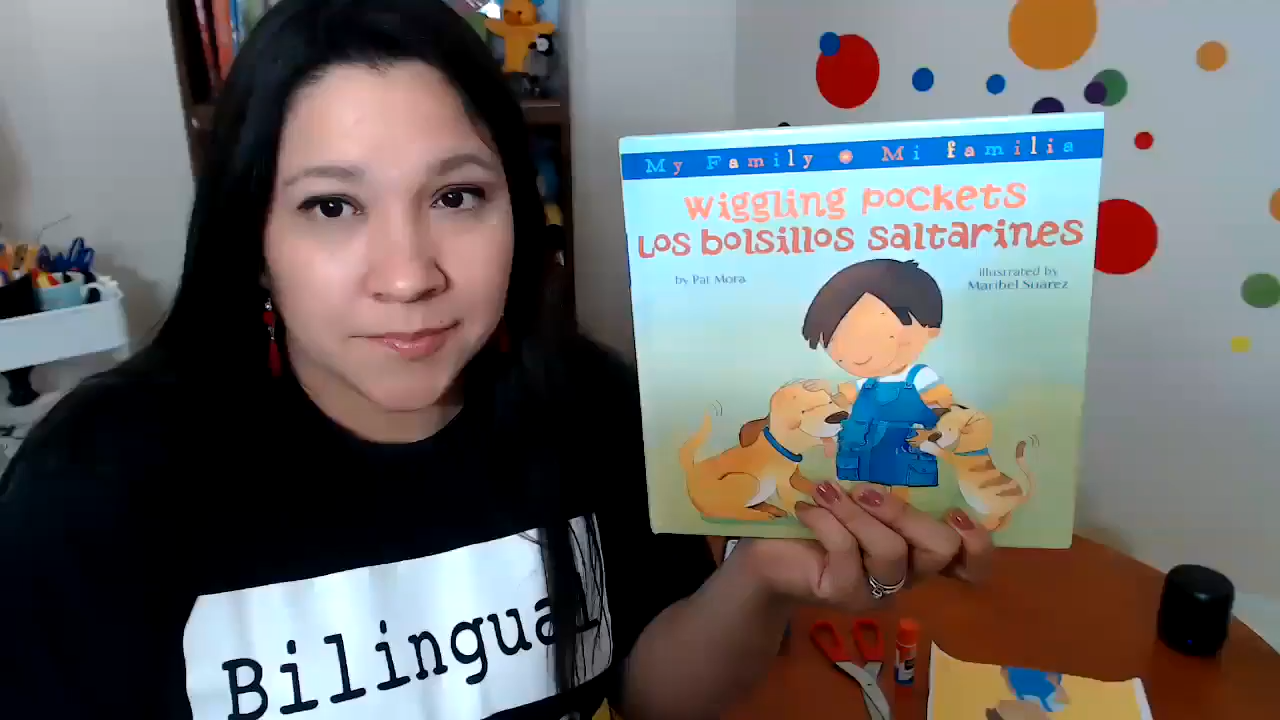 My Family Mi familia
Wiggling pockets
Los bolsillos saltarines
by Pat Mora
illustrated by
Maribel Suárez
Bilingual